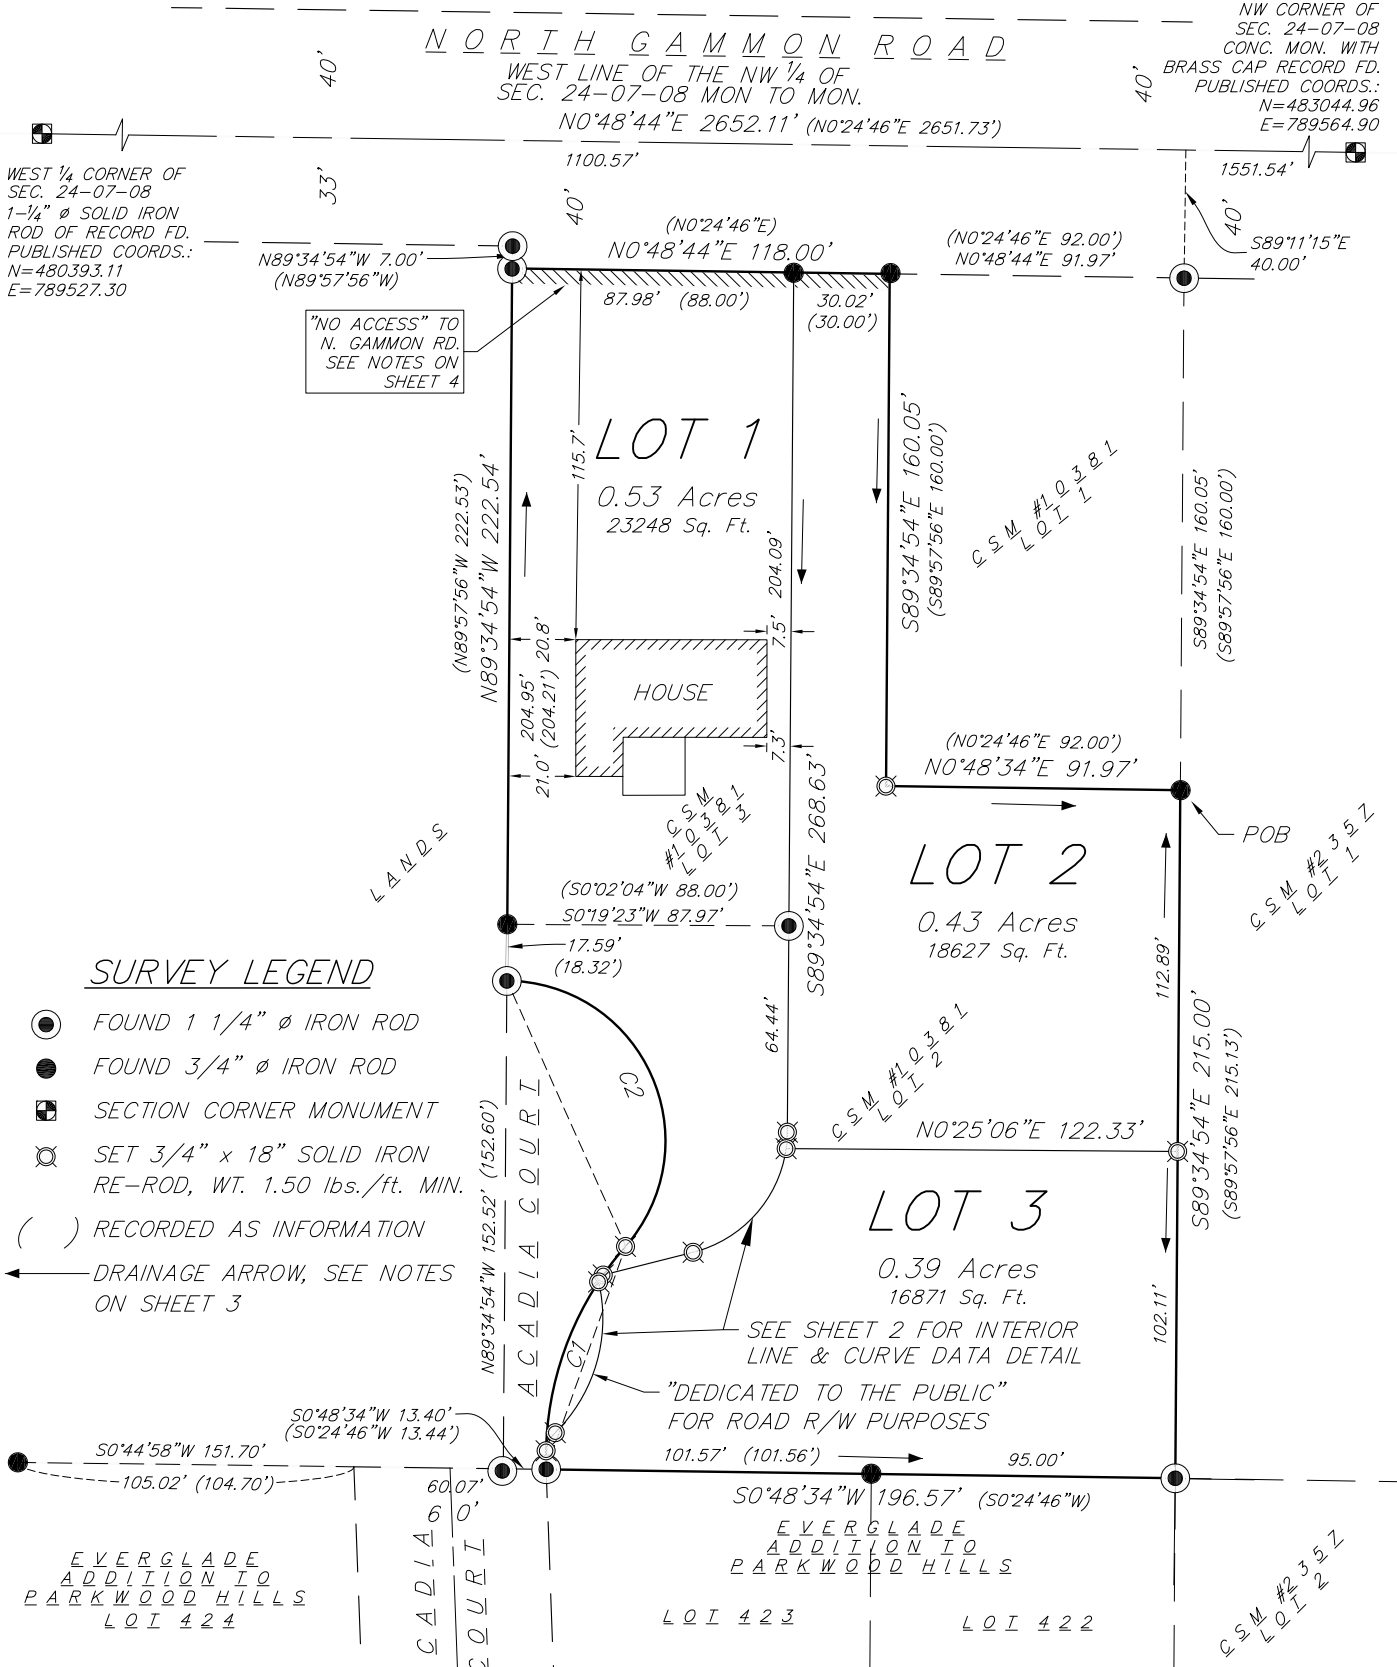 NORTH GAMMON ROAD
WEST LINE OF THE NW 1/4 OF
SEC. 24-07-08 MON TO MON.
N0°48'44"E 2652.11' (N0°24'46"E 2651.73')
NW CORNER OF
SEC. 24-07-08
CONC. MON. WITH
BRASS CAP RECORD FD.
PUBLISHED COORDS.:
N=483044.96
E=789564.90
40'
40'
1100.57'
1551.54'
WEST 1/4 CORNER OF
SEC. 24-07-08
1-1/4" Ø SOLID IRON
ROD OF RECORD FD.
PUBLISHED COORDS.:
N=480393.11
E=789527.30
33'
40'
40'
(N0°24'46"E)
N0°48'44"E 118.00'
(N0°24'46"E 92.00')
N0°48'44"E 91.97'
S89°11'15"E
40.00'
N89°34'54"W 7.00'
(N89°57'56"W)
87.98' (88.00')
30.02'
(30.00')
"NO ACCESS" TO
N. GAMMON RD.
SEE NOTES ON
SHEET 4
LOT 1
0.53 Acres
23248 Sq. Ft.
115.7'
(N89°57'56"W 222.53')
N89°34'54"W 222.54'
204.09'
S89°34'54"E 160.05'
(S89°57'56"E 160.00')
CSM #10381
LOT 1
S89°34'54"E 160.05'
(S89°57'56"E 160.00')
20.8'
7.5'
HOUSE
204.95'
(204.21')
21.0'
7.3'
CSM
#10381
LOT 3
S89°34'54"E 268.63'
(N0°24'46"E 92.00')
N0°48'34"E 91.97'
POB
CSM #2357
LOT 1
LANDS
LOT 2
0.43 Acres
18627 Sq. Ft.
(S0°02'04"W 88.00')
S0°19'23"W 87.97'
17.59'
(18.32')
112.89'
64.44'
CSM #10381
LOT 2
S89°34'54"E 215.00'
(S89°57'56"E 215.13')
N0°25'06"E 122.33'
SURVEY LEGEND
FOUND 1 1/4" Ø IRON ROD
FOUND 3/4" Ø IRON ROD
SECTION CORNER MONUMENT
SET 3/4" x 18" SOLID IRON
RE-ROD, WT. 1.50 lbs./ft. MIN.
( ) RECORDED AS INFORMATION
DRAINAGE ARROW, SEE NOTES
ON SHEET 3
C2
N89°34'54"W 152.52' (152.60')
ACADIA COURT
LOT 3
0.39 Acres
16871 Sq. Ft.
102.11'
C1
SEE SHEET 2 FOR INTERIOR
LINE & CURVE DATA DETAIL
"DEDICATED TO THE PUBLIC"
FOR ROAD R/W PURPOSES
S0°48'34"W 13.40'
(S0°24'46"W 13.44')
S0°44'58"W 151.70'
105.02' (104.70')
101.57' (101.56')
95.00'
60.07'
60'
S0°48'34"W 196.57' (S0°24'46"W)
EVERGLADE
ADDITION TO
PARKWOOD HILLS
LOT 424
CADIA
COURT
EVERGLADE
ADDITION TO
PARKWOOD HILLS
LOT 423
LOT 422
CSM #2357
LOT 2